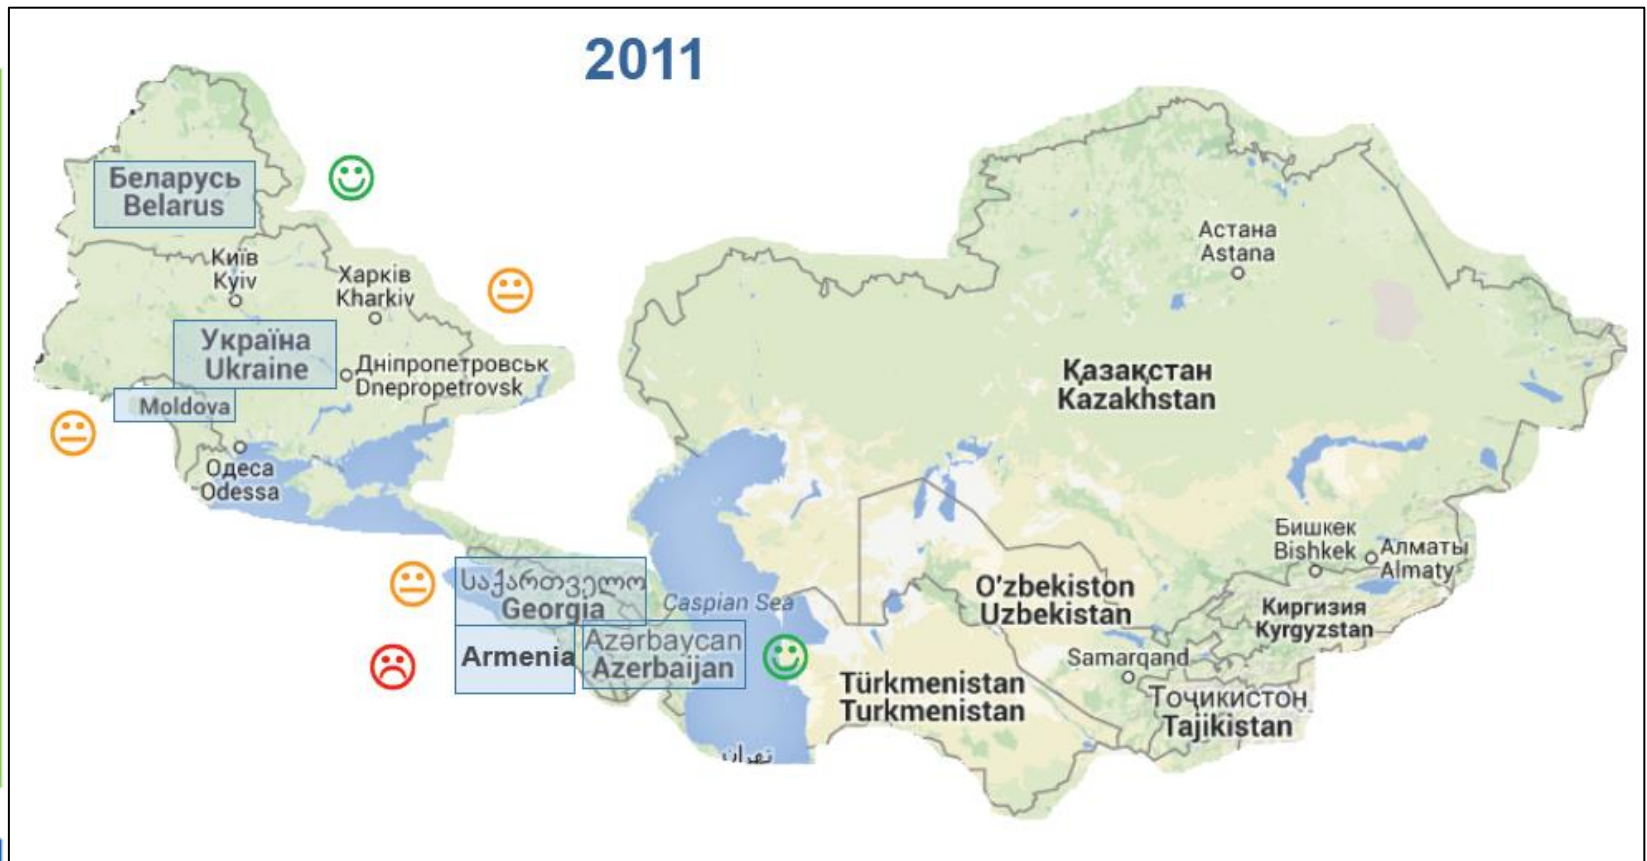 2011
Беларусь
Belarus
Київ
Kyiv
Харків
Kharkiv
Україна
Ukraine
Дніпропетровськ
Dnepropetrovsk
Moldova
Одеса
Odessa
საქართველო
Georgia
Armenia
Azərbaycan
Azerbaijan
Caspian Sea
تهران
Астана
Astana
Қазақстан
Kazakhstan
Бишкек
Bishkek
Алматы
Almaty
O'zbekiston
Uzbekistan
Киргизия
Kyrgyzstan
Samarqand
Türkmenistan
Turkmenistan
Тоҷикистон
Tajikistan